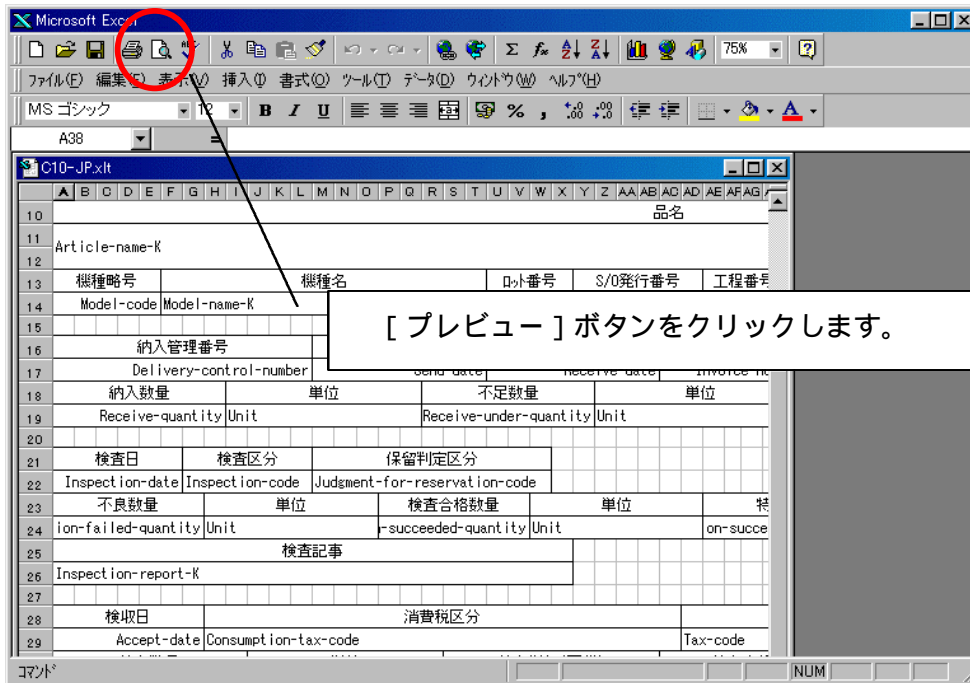 Microsoft Excel
75%
ファイル(F) 編集(E) 表示(V) 挿入(I) 書式(O) ツール(T) データ(D) ウィンドウ(W) ヘルプ(H)
MS ゴシック 12 B I U
A38 =
C10-JP.xlt
A B C D E F G H I J K L M N O P Q R S T U V W X Y Z AA AB AC AD AE AF AG
10 品名
11 Article-name-K
12
13 機種略号 機種名 ロット番号 S/O発行番号 工程番号
14 Model-code Model-name-K
[プレビュー]ボタンをクリックします。
15
16 納入管理番号
17 Delivery-control-number Send-date Receive-date Invoice-no
18 納入数量 単位 不足数量 単位
19 Receive-quantity Unit Receive-under-quantity Unit
20
21 検査日 検査区分 保留判定区分
22 Inspection-date Inspection-code Judgment-for-reservation-code
23 不良数量 単位 検査合格数量 単位 特
24 ion-failed-quantity Unit -succeeded-quantity Unit on-succe
25 検査記事
26 Inspection-report-K
27
28 検収日 消費税区分
29 Accept-date Consumption-tax-code Tax-code
コマンド NUM